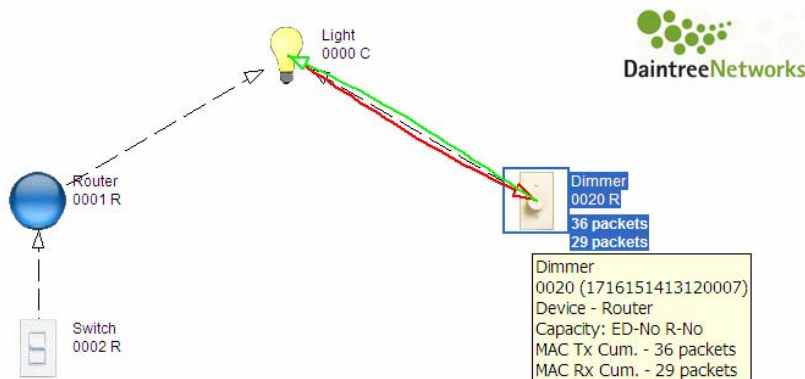 Light
0000 C
DaintreeNetworks
Router
0001 R
Dimmer
0020 R
36 packets
29 packets
Switch
0002 R
Dimmer
0020 (1716151413120007)
Device - Router
Capacity: ED-No R-No
MAC Tx Cum. - 36 packets
MAC Rx Cum. - 29 packets